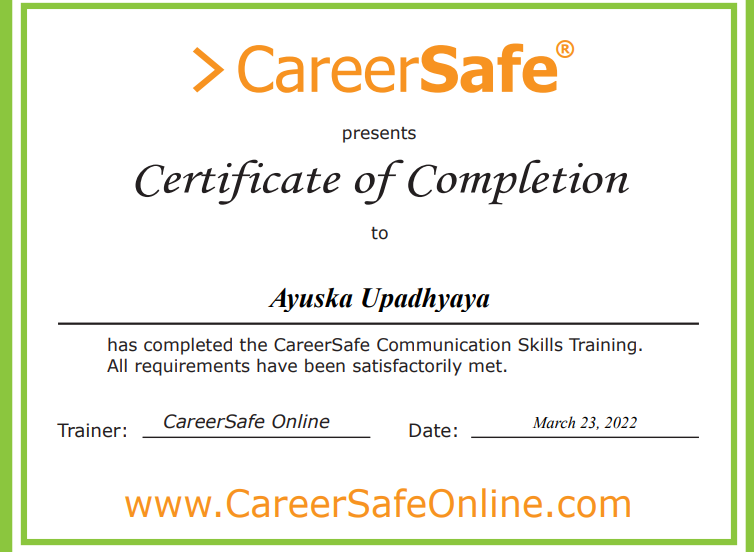 > CareerSafe®
presents
Certificate of Completion
to
Ayuska Upadhyaya
has completed the CareerSafe Communication Skills Training.
All requirements have been satisfactorily met.
Trainer: CareerSafe Online Date: March 23, 2022
www.CareerSafeOnline.com